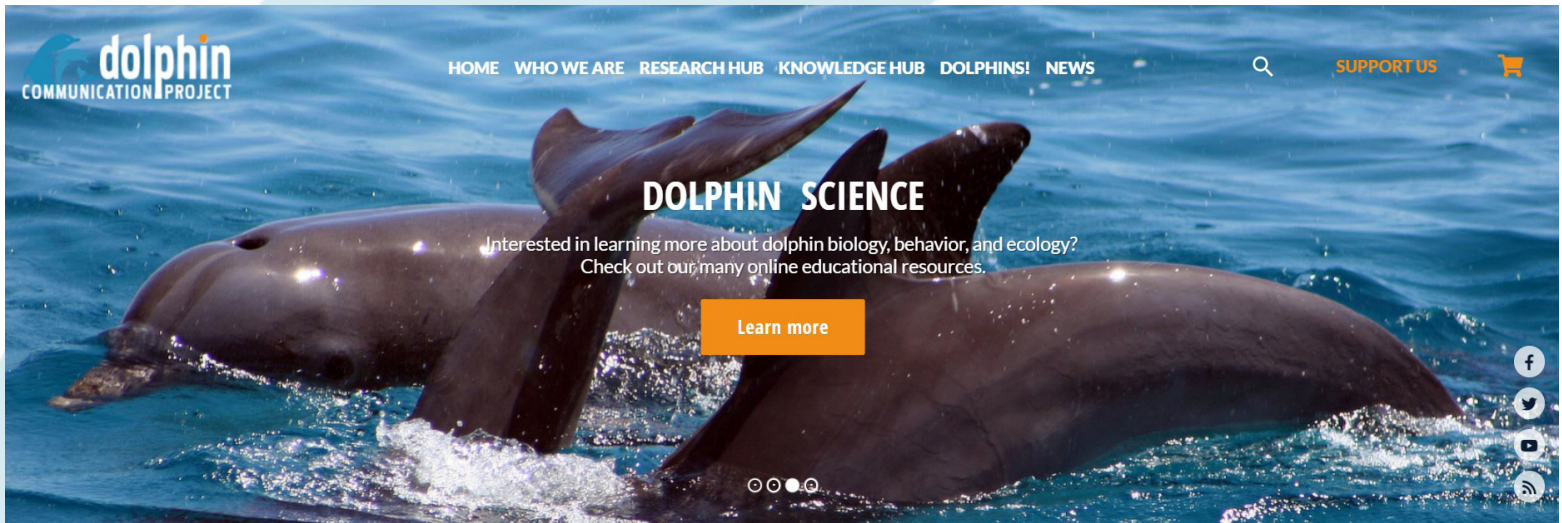 dolphin
COMMUNICATION PROJECT
HOME WHO WE ARE RESEARCH HUB KNOWLEDGE HUB DOLPHINS! NEWS
SUPPORT US
DOLPHIN SCIENCE
Interested in learning more about dolphin biology, behavior, and ecology?
Check out our many online educational resources.
Learn more